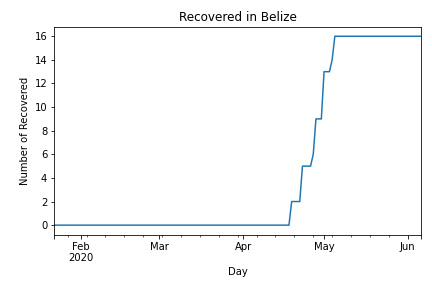 Recovered in Belize
Number of Recovered
16
14
12
10
8
6
4
2
0
Feb
2020
Mar
Apr
May
Jun
Day